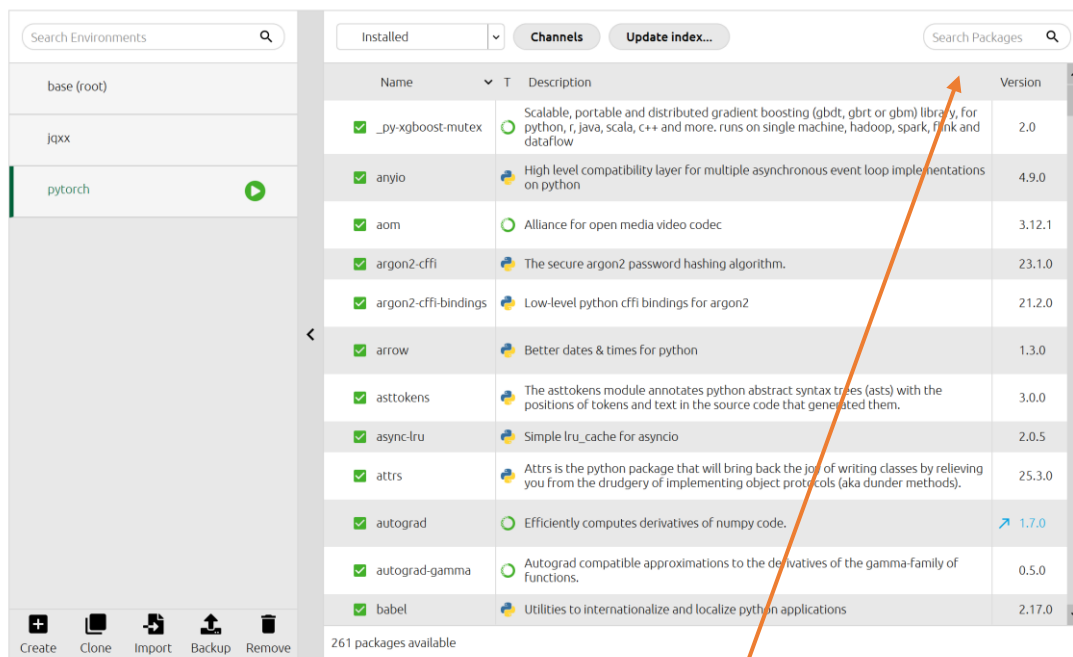 Search Environments
base (root)
jqxx
pytorch
Create Clone Import Backup Remove
Installed Channels Update index... Search Packages
Name T Description Version
_py-xgboost-mutex Scalable, portable and distributed gradient boosting (gbdt, gbrt or gbm) library, for 2.0
python, r, java, scala, c++ and more. runs on single machine, hadoop, spark, flink and
dataflow
anyio High level compatibility layer for multiple asynchronous event loop implementations 4.9.0
on python
aom Alliance for open media video codec 3.12.1
argon2-cffi The secure argon2 password hashing algorithm. 23.1.0
argon2-cffi-bindings Low-level python cffi bindings for argon2 21.2.0
arrow Better dates & times for python 1.3.0
asttokens The asttokens module annotates python abstract syntax trees (asts) with the 3.0.0
positions of tokens and text in the source code that generated them.
async-lru Simple lru_cache for asyncio 2.0.5
attrs Attrs is the python package that will bring back the joy of writing classes by relieving 25.3.0
you from the drudgery of implementing object protocols (aka dunder methods).
autograd Efficiently computes derivatives of numpy code. 1.7.0
autograd-gamma Autograd compatible approximations to the derivatives of the gamma-family of 0.5.0
functions.
babel Utilities to internationalize and localize python applications 2.17.0
261 packages available